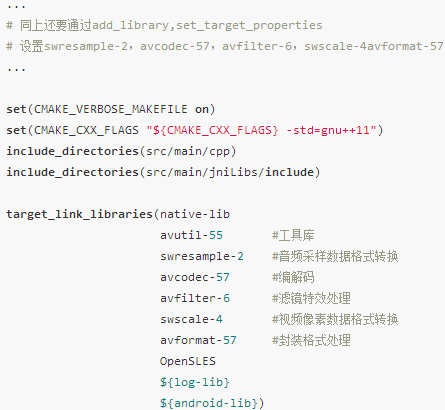 ...
# 同上还要通过add_library,set_target_properties
# 设置swresample-2，avcodec-57，avfilter-6，swscale-4avformat-57
...
set(CMAKE_VERBOSE_MAKEFILE on)
set(CMAKE_CXX_FLAGS "${CMAKE_CXX_FLAGS} -std=gnu++11")
include_directories(src/main/cpp)
include_directories(src/main/jniLibs/include)
target_link_libraries(native-lib
avutil-55 #工具库
swresample-2 #音频采样数据格式转换
avcodec-57 #编解码
avfilter-6 #滤镜特效处理
swscale-4 #视频像素数据格式转换
avformat-57 #封装格式处理
OpenSLES
${log-lib}
${android-lib})